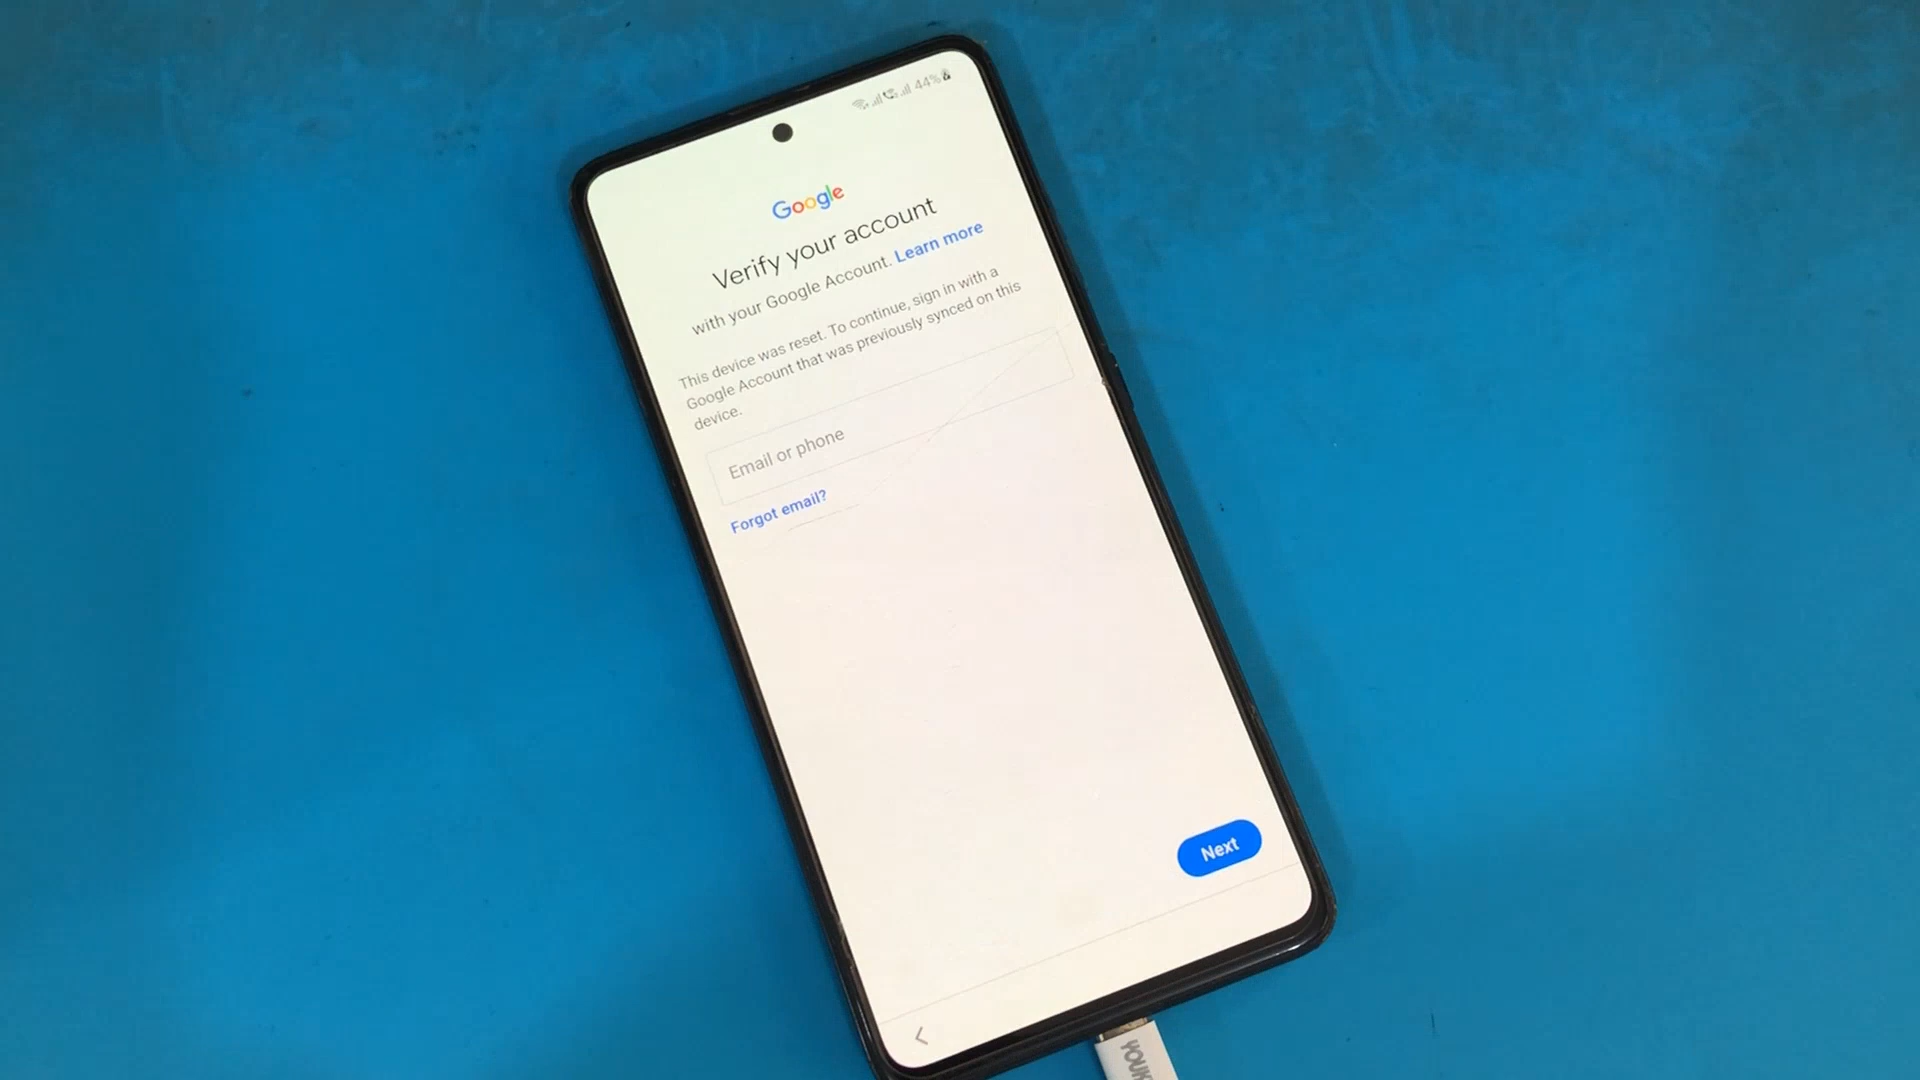 44%
Google
Verify your account
with your Google Account. Learn more
This device was reset. To continue, sign in with a
Google Account that was previously synced on this
device.
Email or phone
Forgot email?
Next